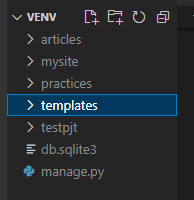 VENV
articles
mysite
practices
templates
testpjt
db.sqlite3
manage.py